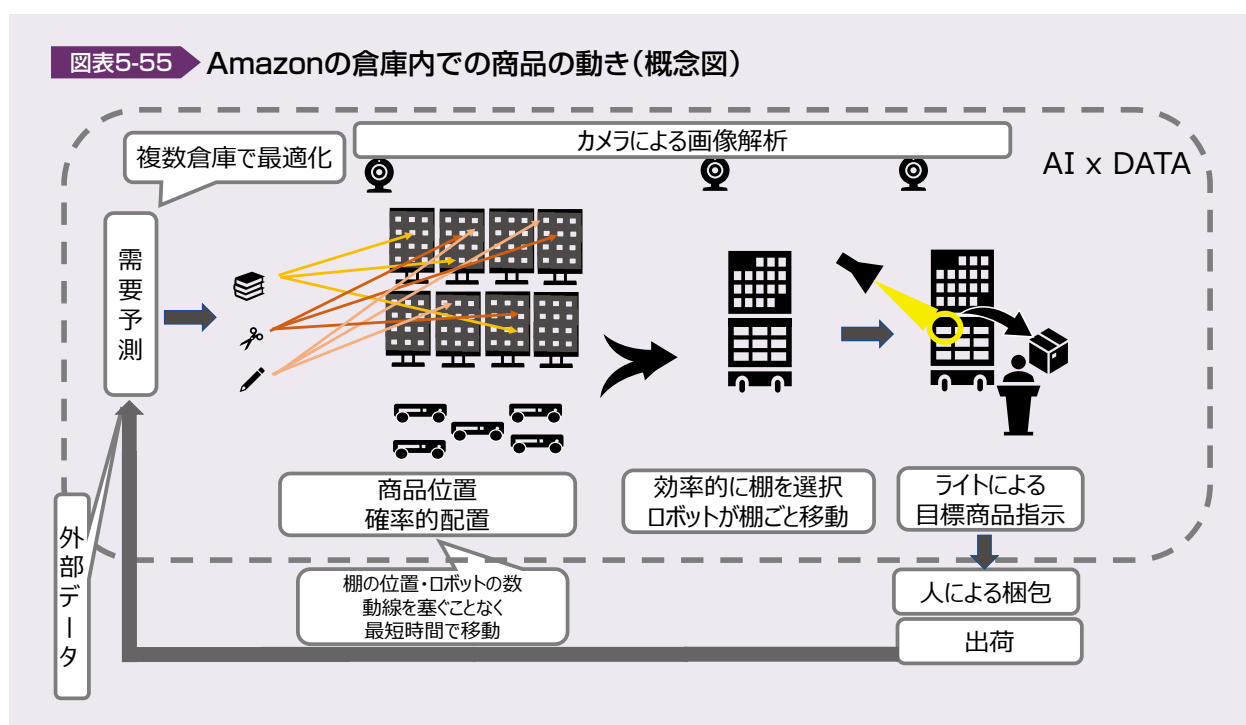 図表5-55
Amazonの倉庫内での商品の動き（概念図）
カメラによる画像解析
複数倉庫で最適化
AI x DATA
需要予測
商品位置
確率的配置
効率的に棚を選択
ロボットが棚ごと移動
ライトによる
目標商品指示
外部データ
棚の位置・ロボットの数
動線を塞ぐことなく
最短時間で移動
人による梱包
出荷